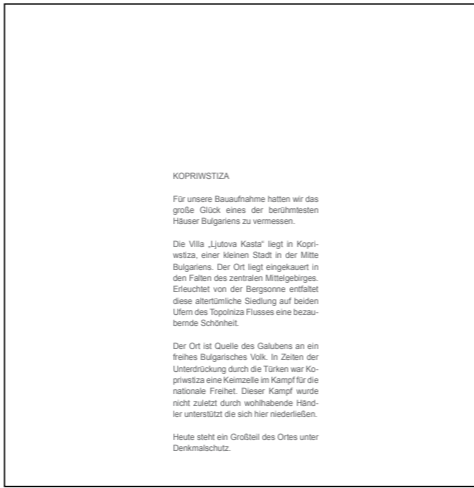 KOPRIWSTIZA
Für unsere Bauaufnahme hatten wir das
große Glück eines der berühmtesten
Häuser Bulgariens zu vermessen.
Die Villa „Ljutova Kasta“ liegt in Kopri-
wstiza, einer kleinen Stadt in der Mitte
Bulgariens. Der Ort liegt eingekauert in
den Falten des zentralen Mittelgebirges.
Erleuchtet von der Bergsonne entfaltet
diese altertümliche Siedlung auf beiden
Ufern des Topolniza Flusses eine bezau-
bernde Schönheit.
Der Ort ist Quelle des Galubens an ein
freihes Bulgarisches Volk. In Zeiten der
Unterdrückung durch die Türken war Ko-
priwstiza eine Keimzelle im Kampf für die
nationale Freihet. Dieser Kampf wurde
nicht zuletzt durch wohlhabende Händ-
ler unterstützt die sich hier niederließen.
Heute steht ein Großteil des Ortes unter
Denkmalschutz.